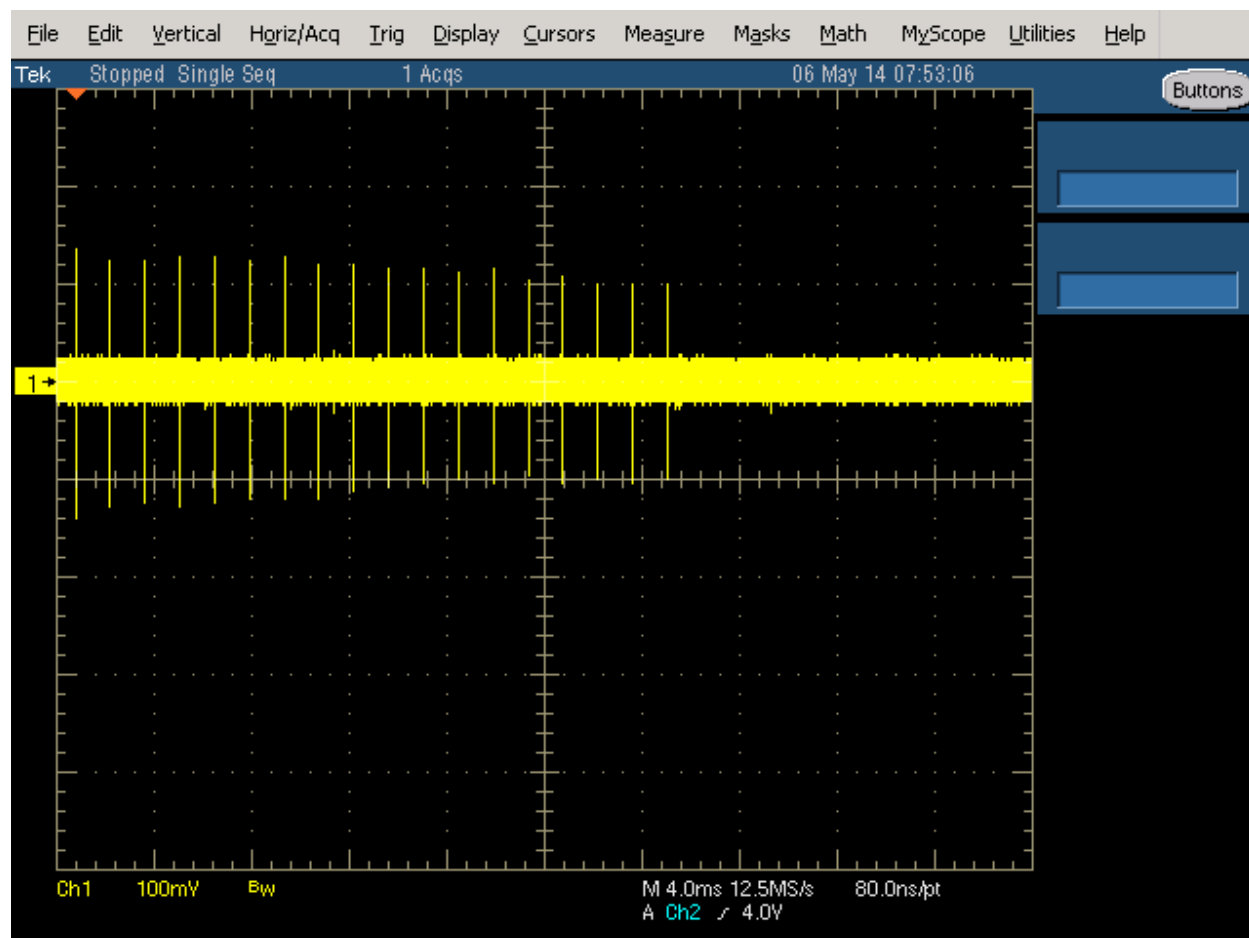 File Edit Vertical Horiz/Acq Trig Display Cursors Measure Masks Math MyScope Utilities Help
Tek Stopped Single Seq 1 Acqs 06 May 14 07:53:06 Buttons
1
Ch1 100mV Bw M 4.0ms 12.5MS/s 80.0ns/pt
A Ch2 4.0V